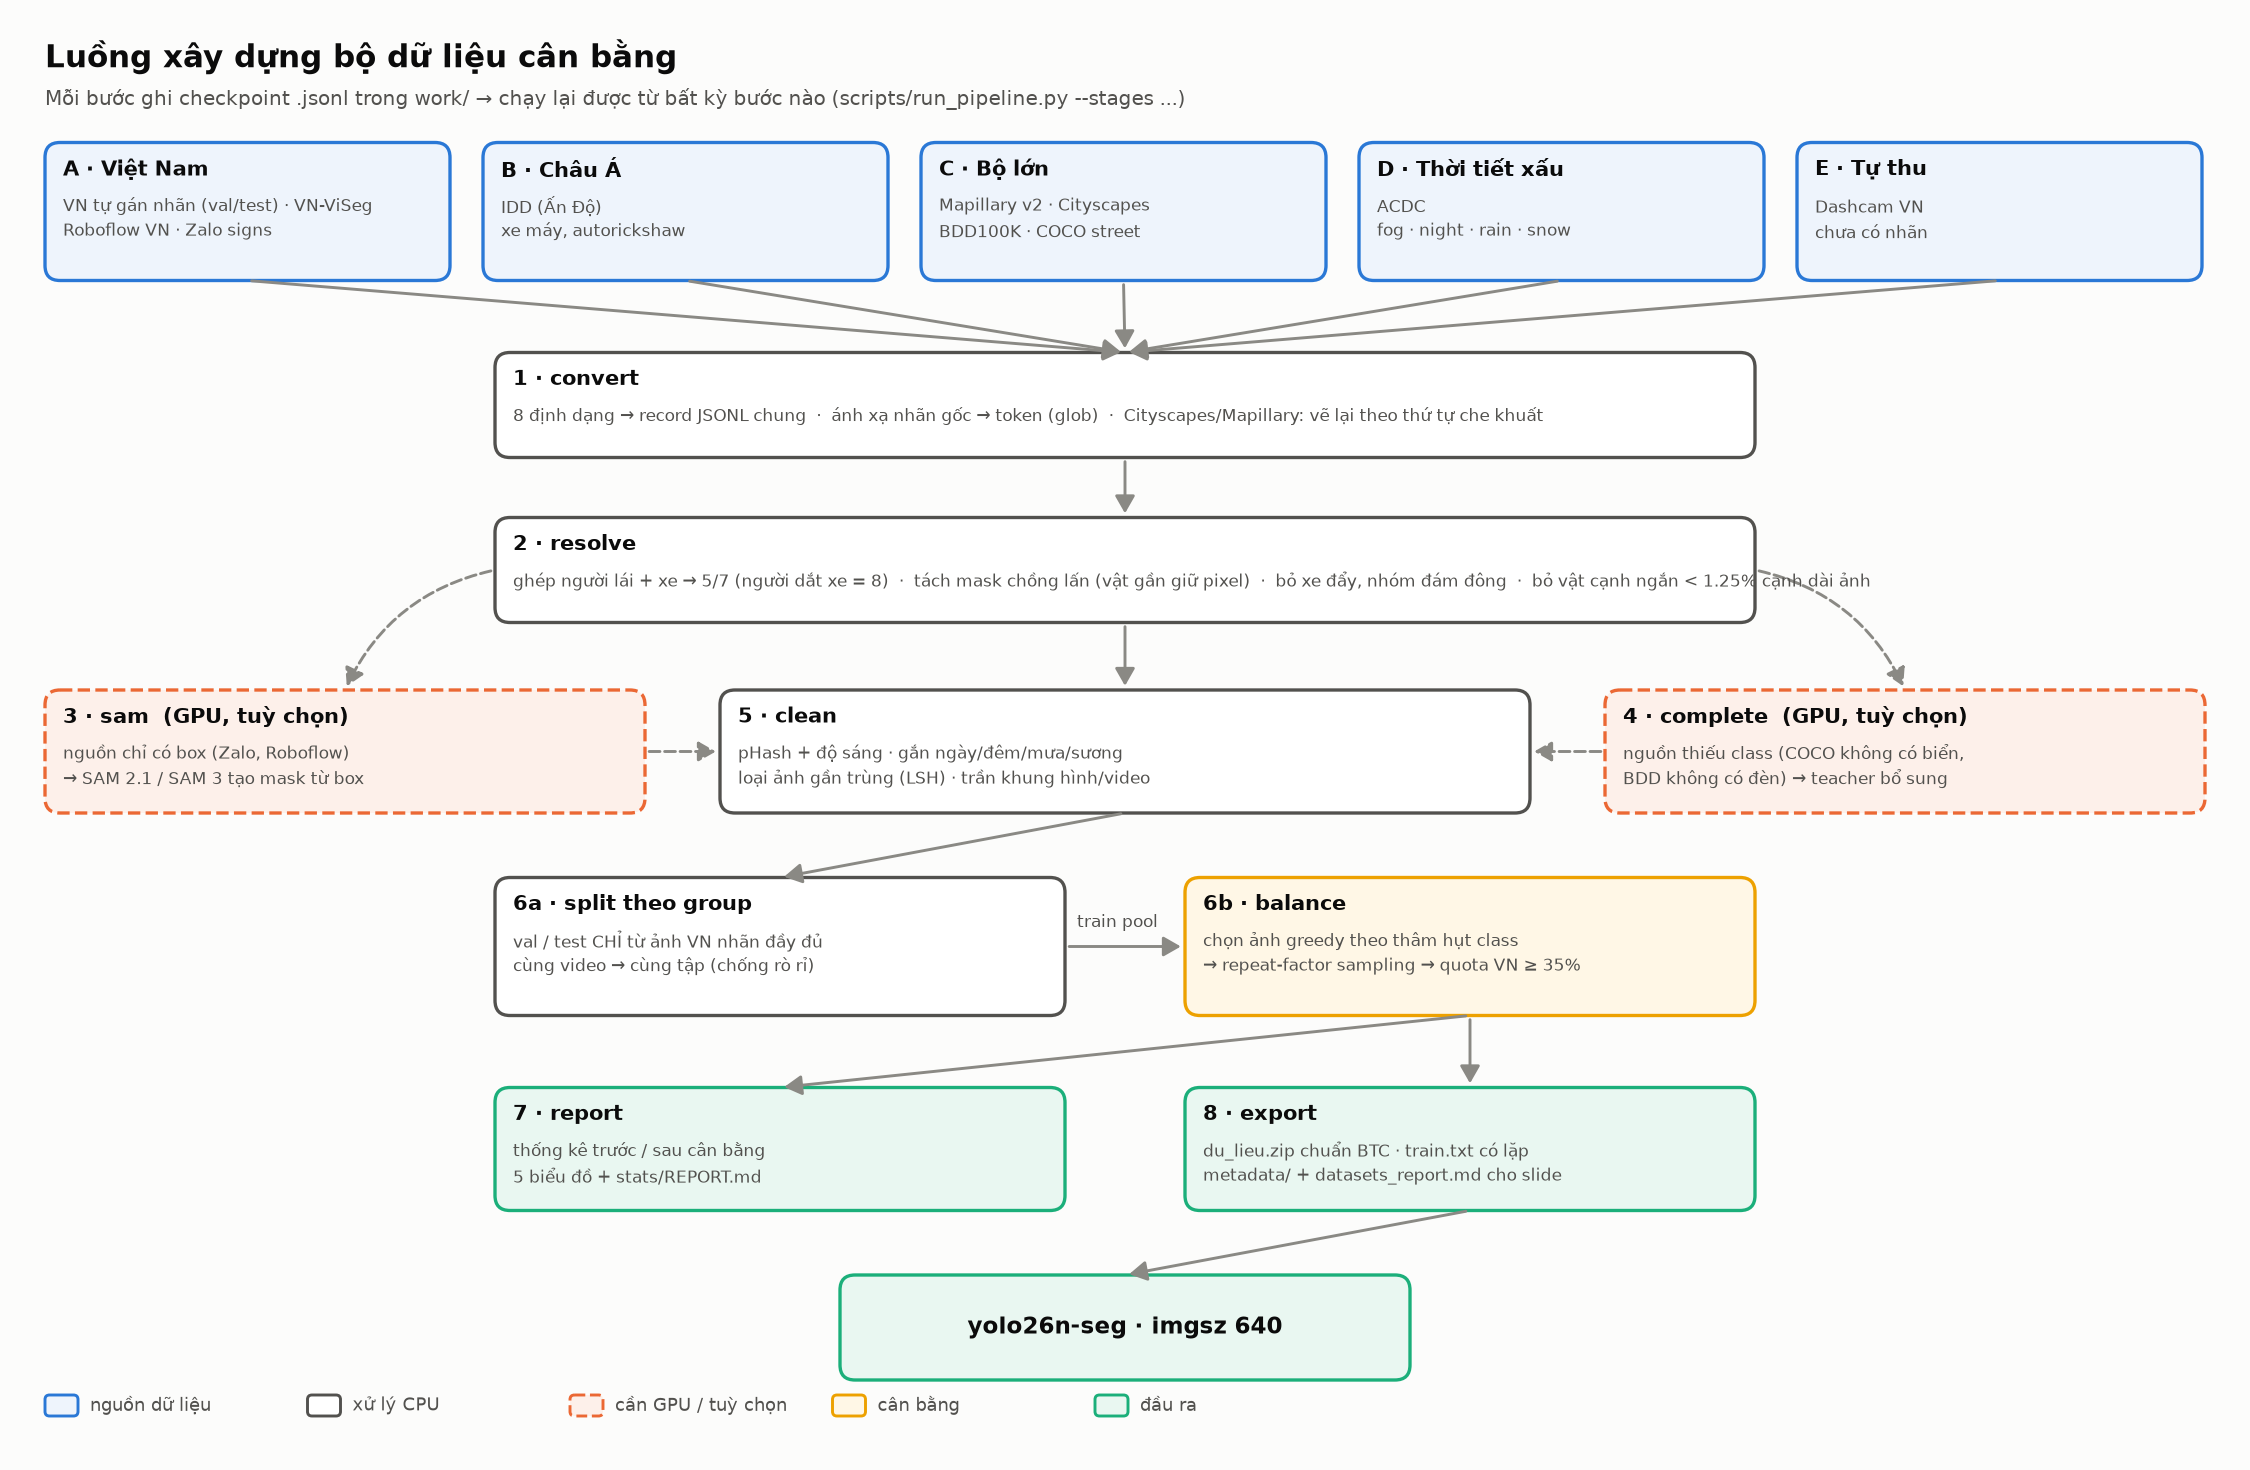 Luồng xây dựng bộ dữ liệu cân bằng
Mỗi bước ghi checkpoint .jsonl trong work/ → chạy lại được từ bất kỳ bước nào (scripts/run_pipeline.py --stages ...)
A · Việt Nam
VN tự gán nhãn (val/test) · VN-ViSeg
Roboflow VN · Zalo signs
B · Châu Á
IDD (Ấn Độ)
xe máy, autorickshaw
C · Bộ lớn
Mapillary v2 · Cityscapes
BDD100K · COCO street
D · Thời tiết xấu
ACDC
fog · night · rain · snow
E · Tự thu
Dashcam VN
chưa có nhãn
1 · convert
8 định dạng → record JSONL chung · ánh xạ nhãn gốc → token (glob) · Cityscapes/Mapillary: vẽ lại theo thứ tự che khuất
2 · resolve
ghép người lái + xe → 5/7 (người dắt xe = 8) · tách mask chồng lấn (vật gần giữ pixel) · bỏ xe đẩy, nhóm đám đông · bỏ vật cạnh ngắn < 1.25% cạnh dài ảnh
3 · sam (GPU, tuỳ chọn)
nguồn chỉ có box (Zalo, Roboflow)
→ SAM 2.1 / SAM 3 tạo mask từ box
5 · clean
pHash + độ sáng · gắn ngày/đêm/mưa/sương
loại ảnh gần trùng (LSH) · trần khung hình/video
4 · complete (GPU, tuỳ chọn)
nguồn thiếu class (COCO không có biển,
BDD không có đèn) → teacher bổ sung
6a · split theo group
val / test CHỈ từ ảnh VN nhãn đầy đủ
cùng video → cùng tập (chống rò rỉ)
train pool
6b · balance
chọn ảnh greedy theo thâm hụt class
→ repeat-factor sampling → quota VN ≥ 35%
7 · report
thống kê trước / sau cân bằng
5 biểu đồ + stats/REPORT.md
8 · export
du_lieu.zip chuẩn BTC · train.txt có lặp
metadata/ + datasets_report.md cho slide
yolo26n-seg · imgsz 640
nguồn dữ liệu
xử lý CPU
cần GPU / tuỳ chọn
cân bằng
đầu ra